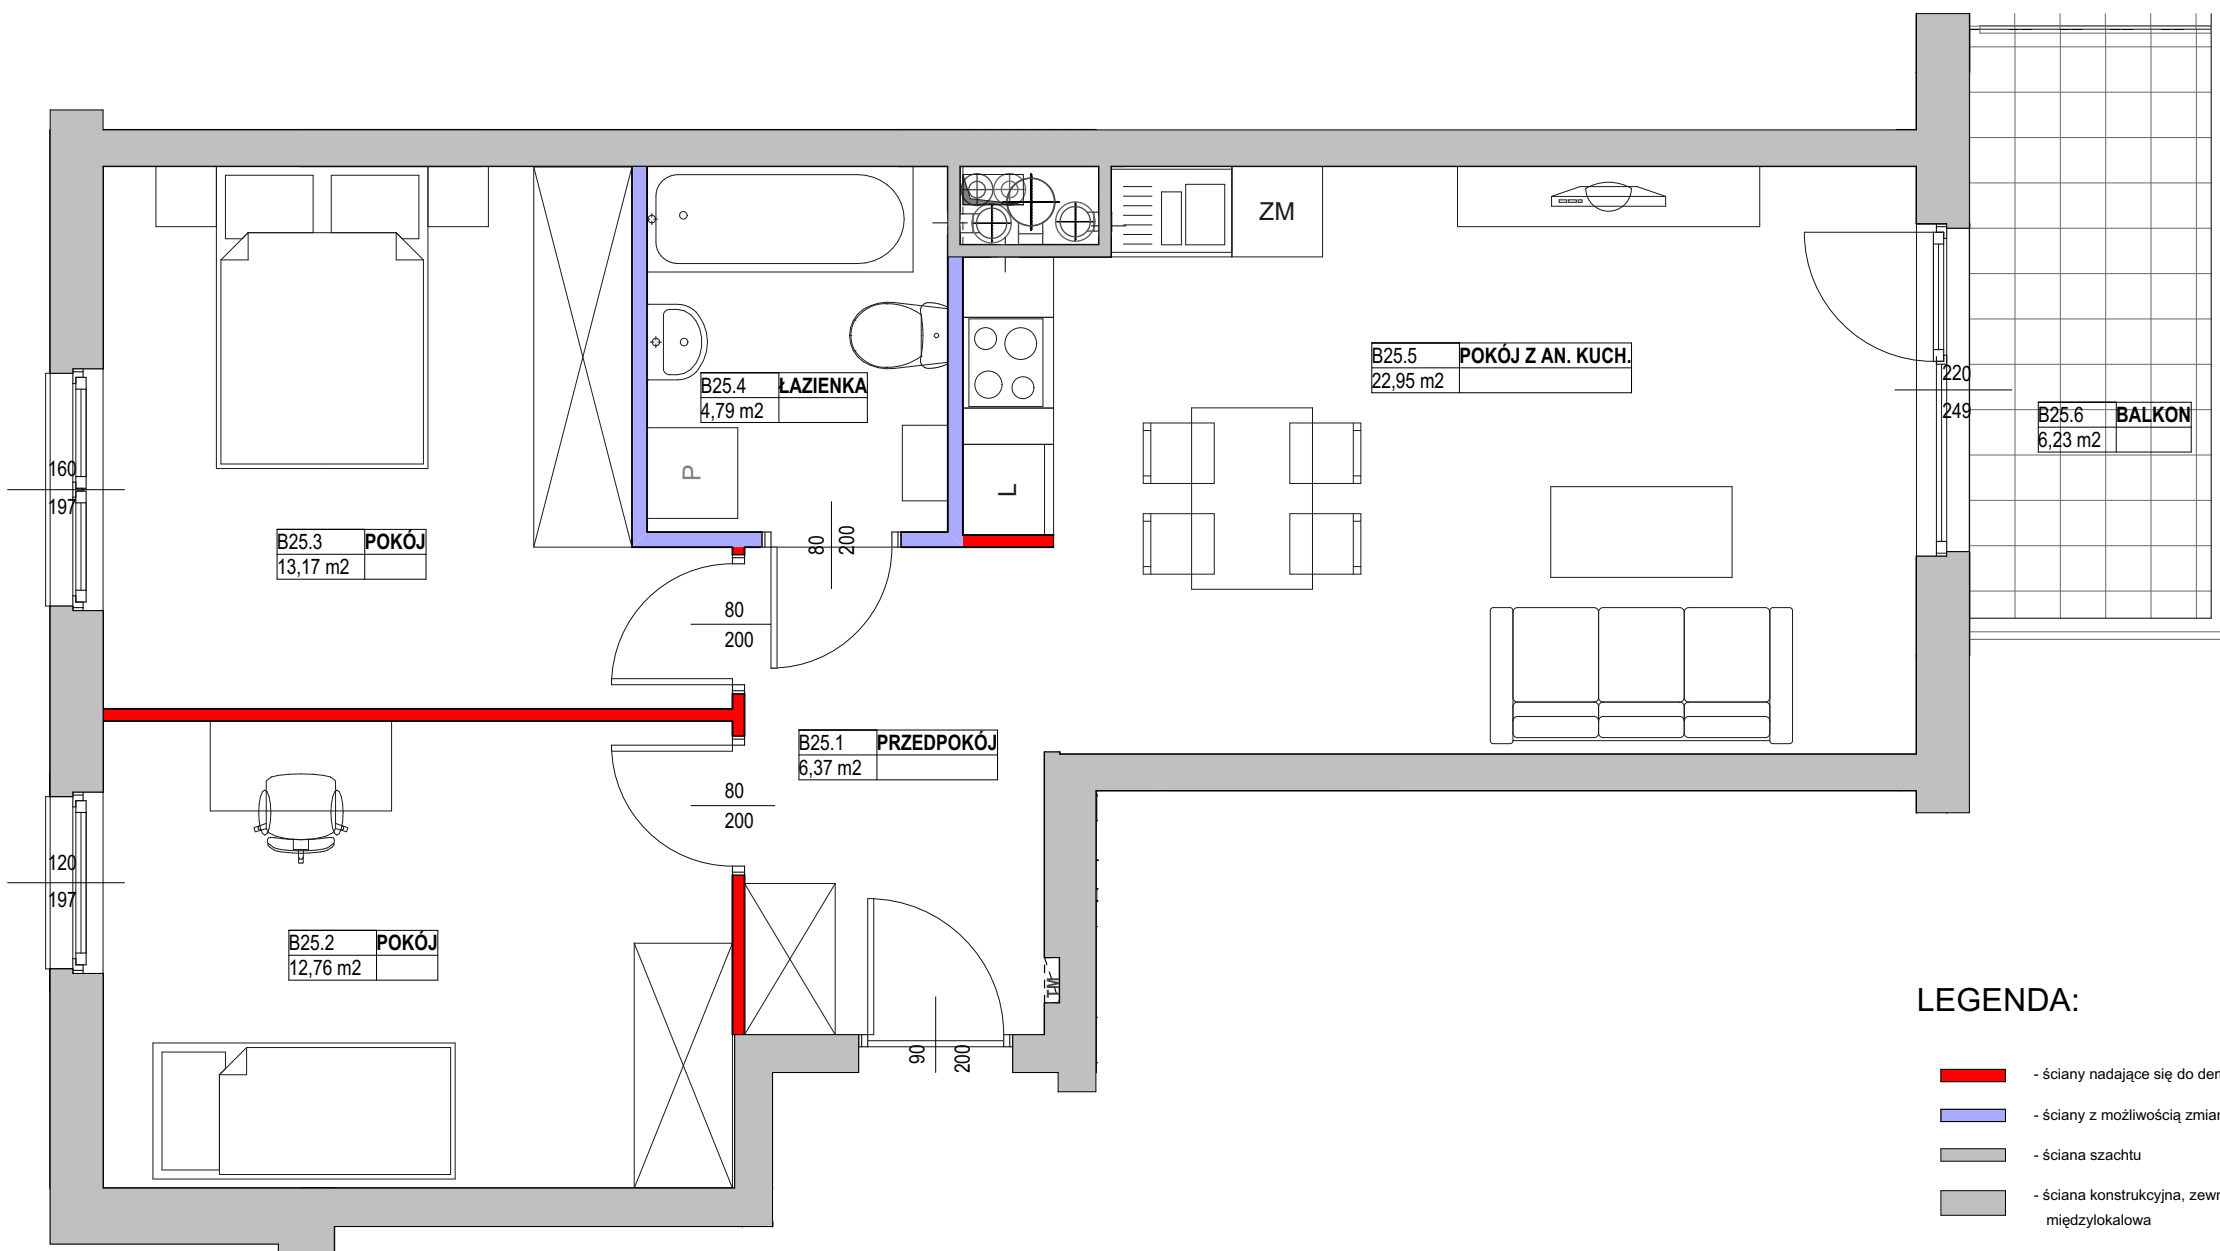 ZM
B25.5 POKÓJ Z AN. KUCH.
22,95 m2
220
249
B25.6 BALKON
6,23 m2
B25.4 ŁAZIENKA
4,79 m2
P
L
160
197
B25.3 POKÓJ
13,17 m2
80
200
80
200
B25.1 PRZEDPOKÓJ
6,37 m2
80
200
120
197
B25.2 POKÓJ
12,76 m2
TM
90
200
LEGENDA:
- ściany nadające się do
- ściany z możliwością
- ściana szachtu
- ściana konstrukcyjna,
międzylokalowa